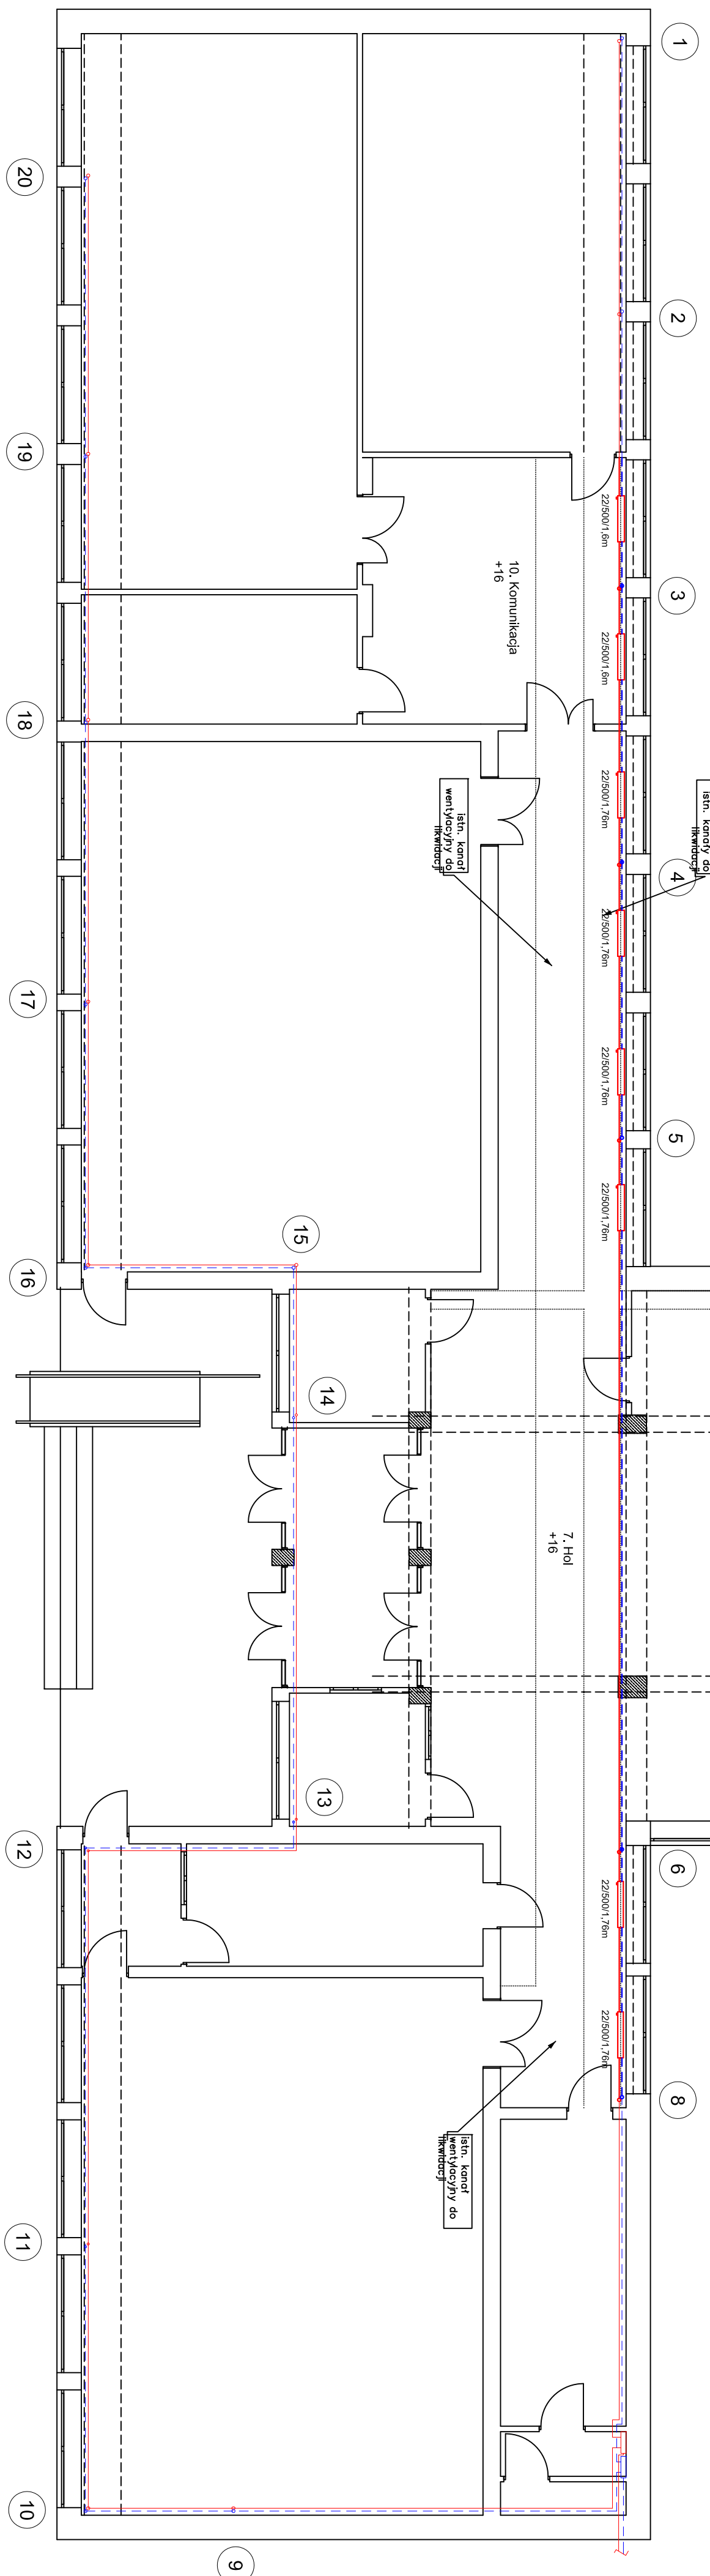 1
2
3
4
5
6
8
20
19
18
17
16
15
14
13
12
11
10
9
22/500/1,6m
22/500/1,6m
22/500/1,76m
22/500/1,76m
22/500/1,76m
22/500/1,76m
22/500/1,76m
22/500/1,76m
10. Komunikacja
+16
7. Hol
+16
istn. kanały do
likwidacji
istn. kanał
wentylacyjny do
likwidacji
istn. kanał
wentylacyjny do
likwidacji